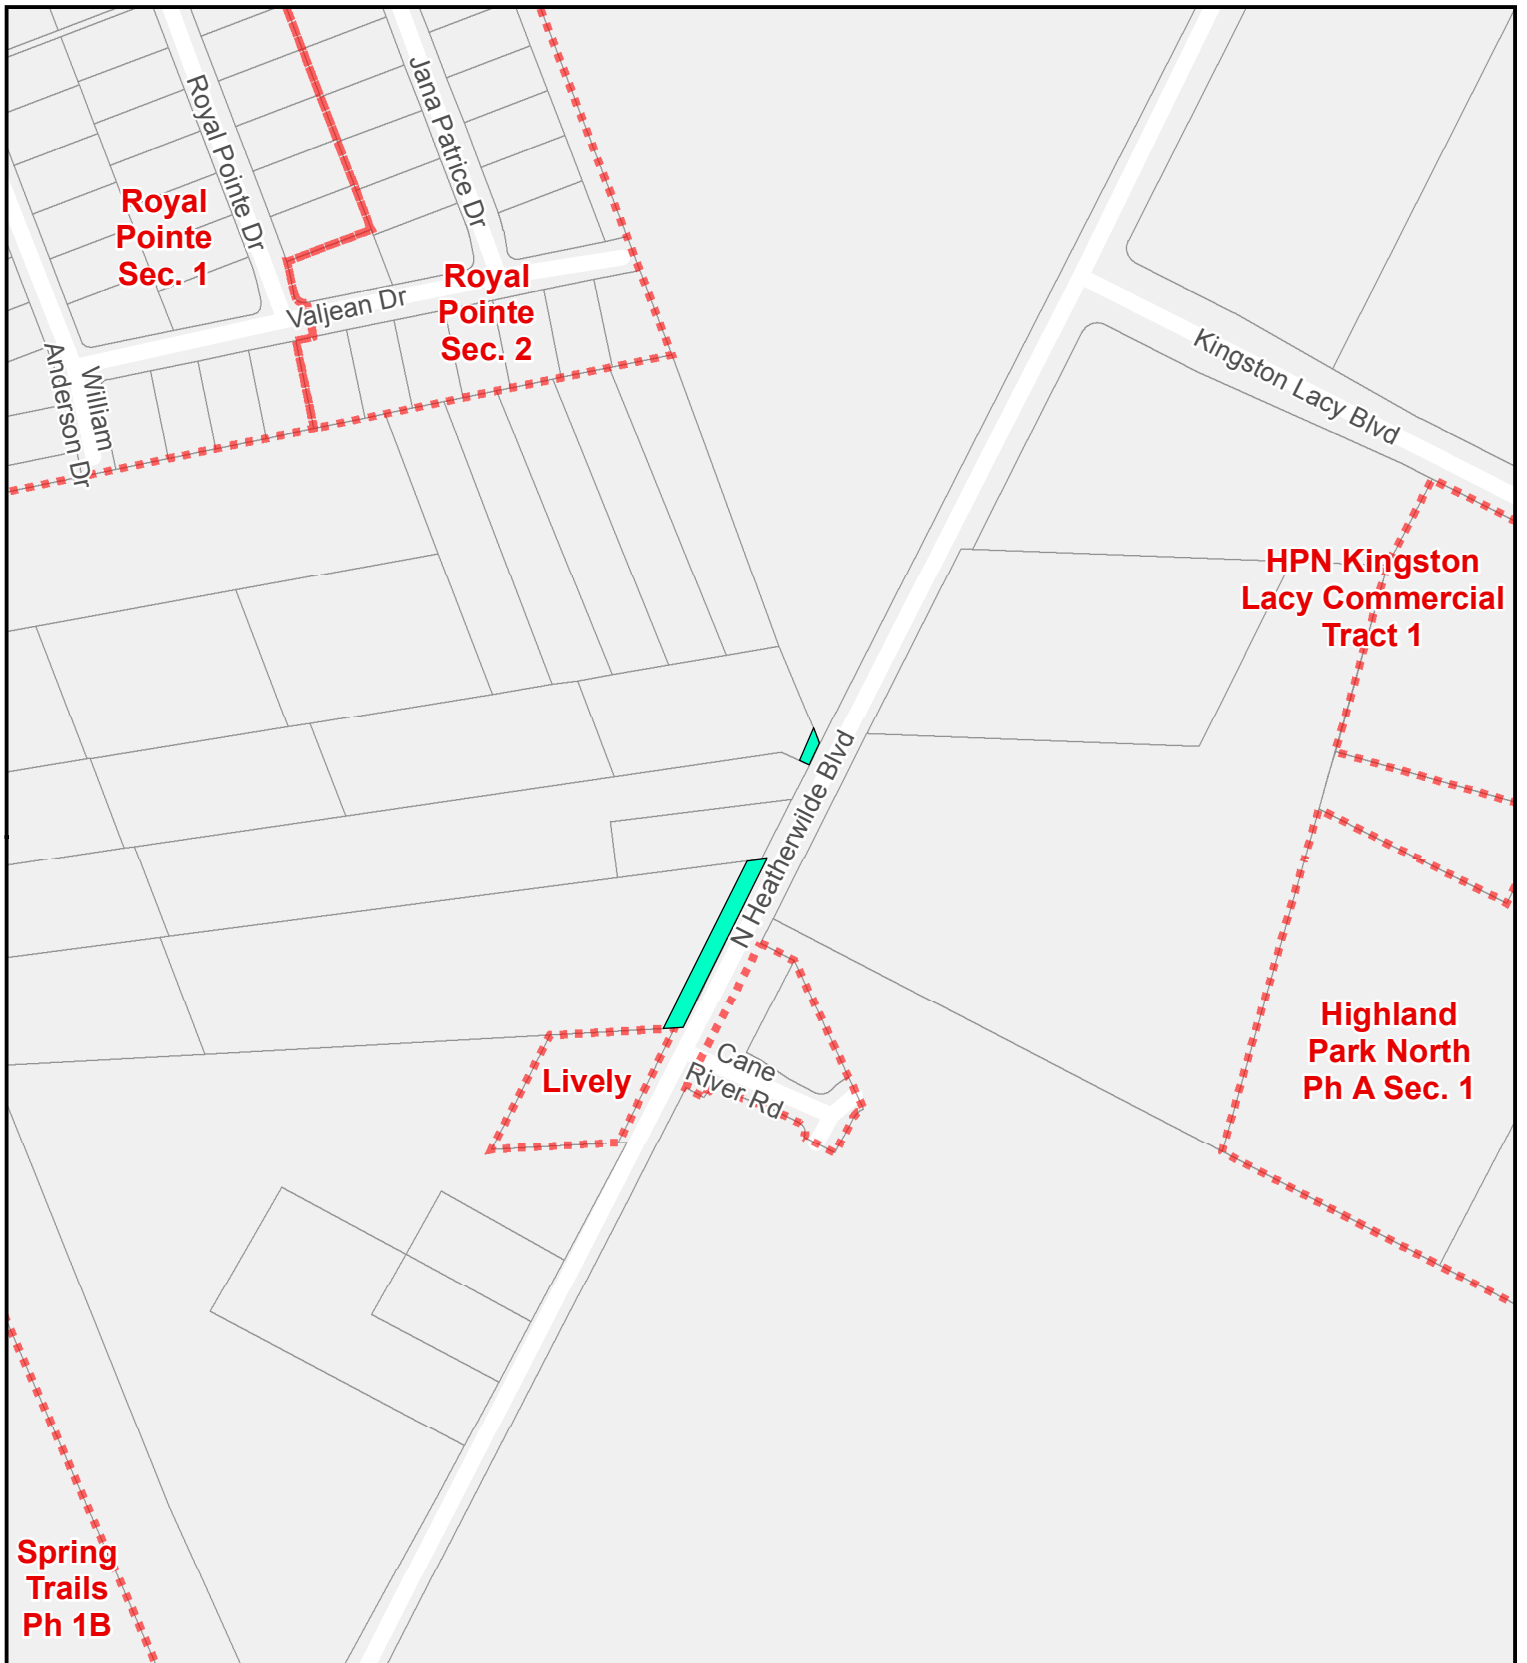 Royal Pointe Dr
Jana Patrice Dr
Royal
Pointe
Sec. 1
Royal
Pointe
Sec. 2
Valjean Dr
William
Anderson Dr
Kingston Lacy Blvd
HPN Kingston
Lacy Commercial
Tract 1
N Heatherwilde Blvd
Highland
Park North
Ph A Sec. 1
Cane
River Rd
Lively
Spring
Trails
Ph 1B